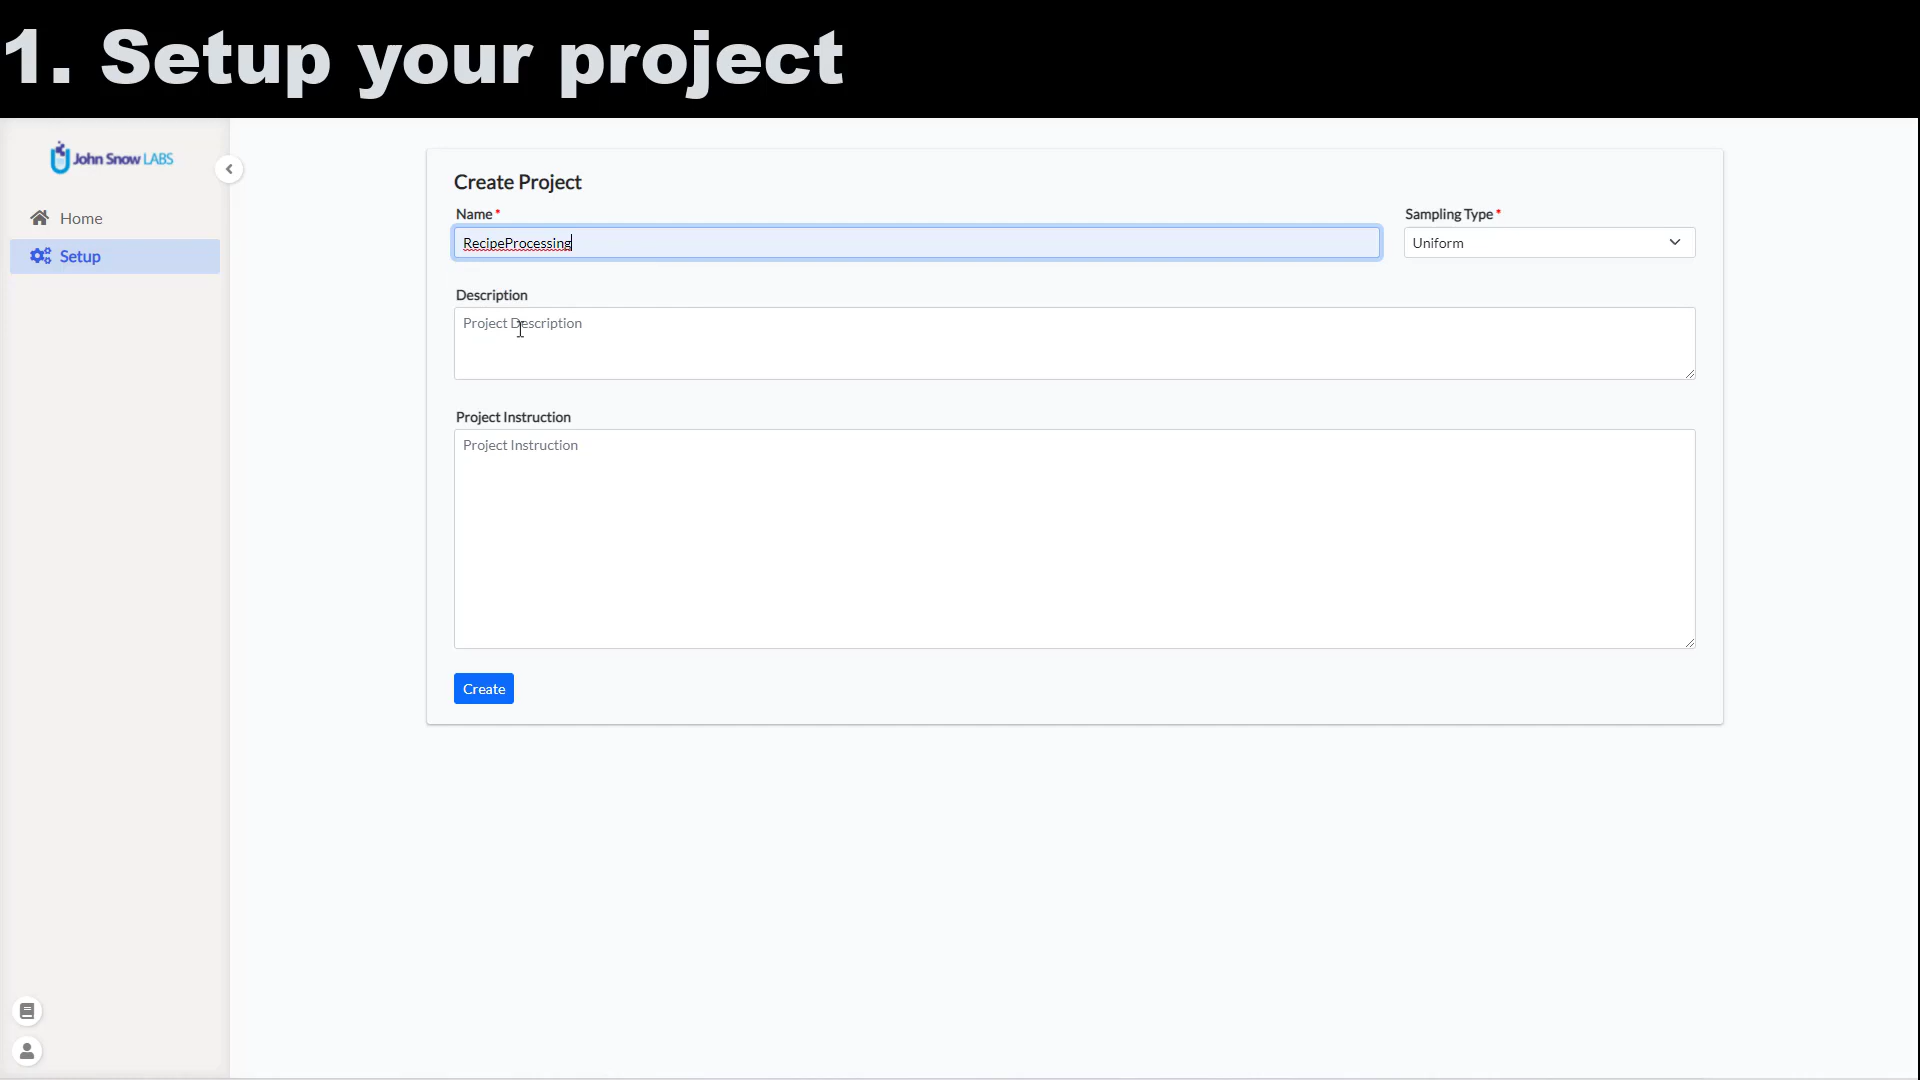 1. Setup your project
John Snow LABS
Home
Setup
Create Project
Name *
Sampling Type *
RecipeProcessing
Uniform
Description
Project Description
Project Instruction
Project Instruction
Create